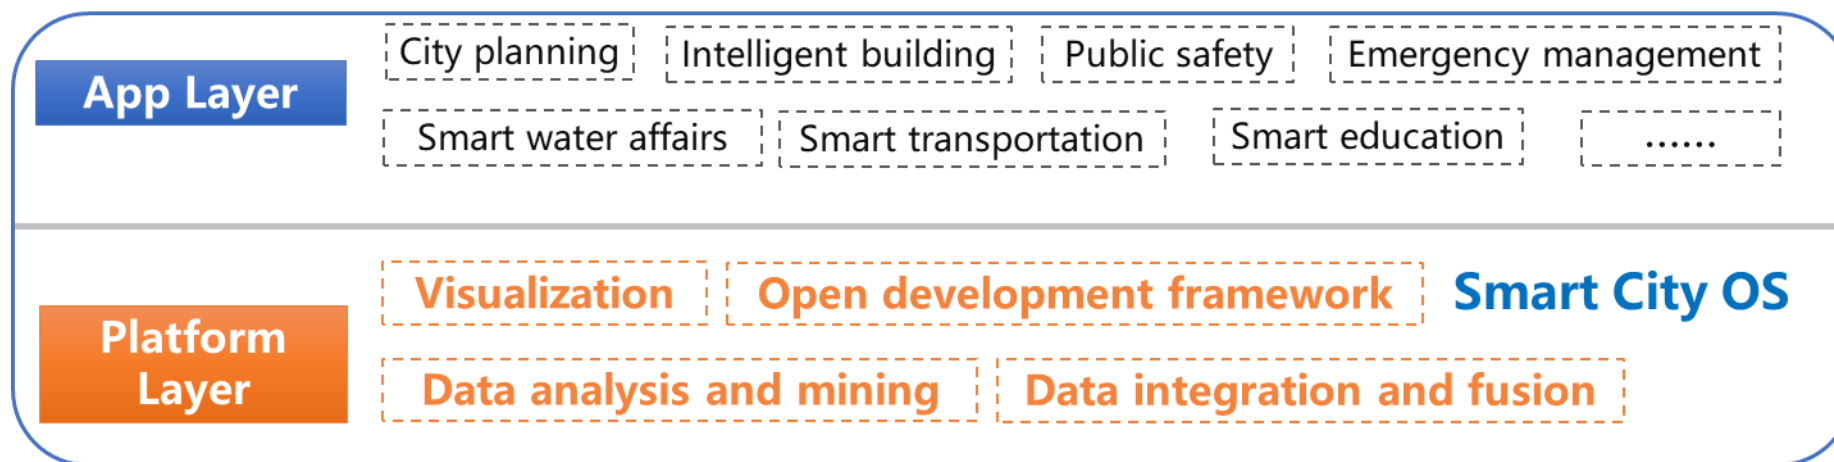 App Layer
City planning
Intelligent building
Public safety
Emergency management
Smart water affairs
Smart transportation
Smart education
......
Platform
Layer
Visualization
Open development framework
Smart City OS
Data analysis and mining
Data integration and fusion